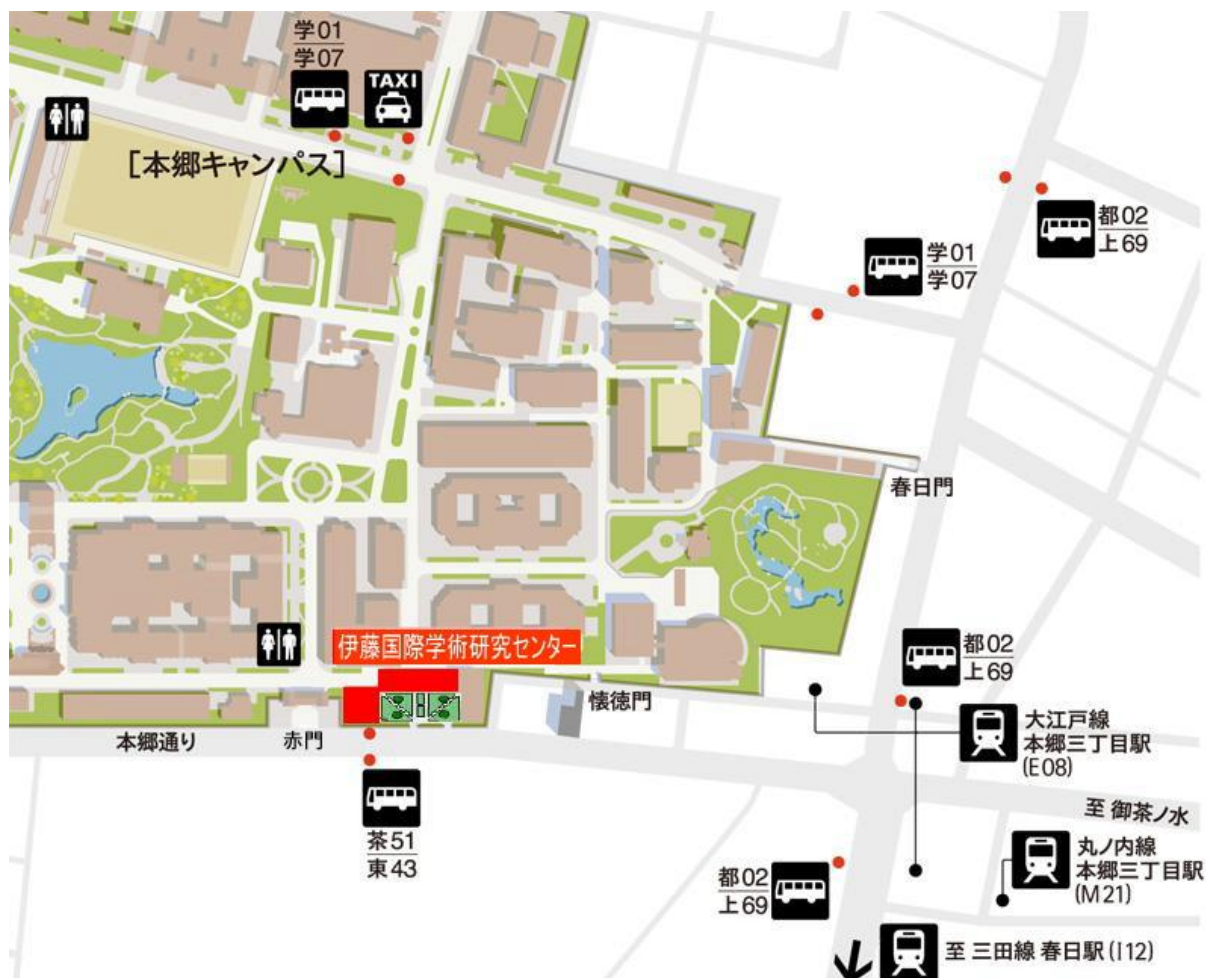 学01
学07
TAXI
[本郷キャンパス]
都02
上69
学01
学07
春日門
伊藤国際学術研究センター
都02
上69
懐徳門
大江戸線
本郷三丁目駅
(E08)
本郷通り
赤門
茶51
東43
至 御茶ノ水
丸ノ内線
本郷三丁目駅
(M21)
都02
上69
至 三田線 春日駅(I12)